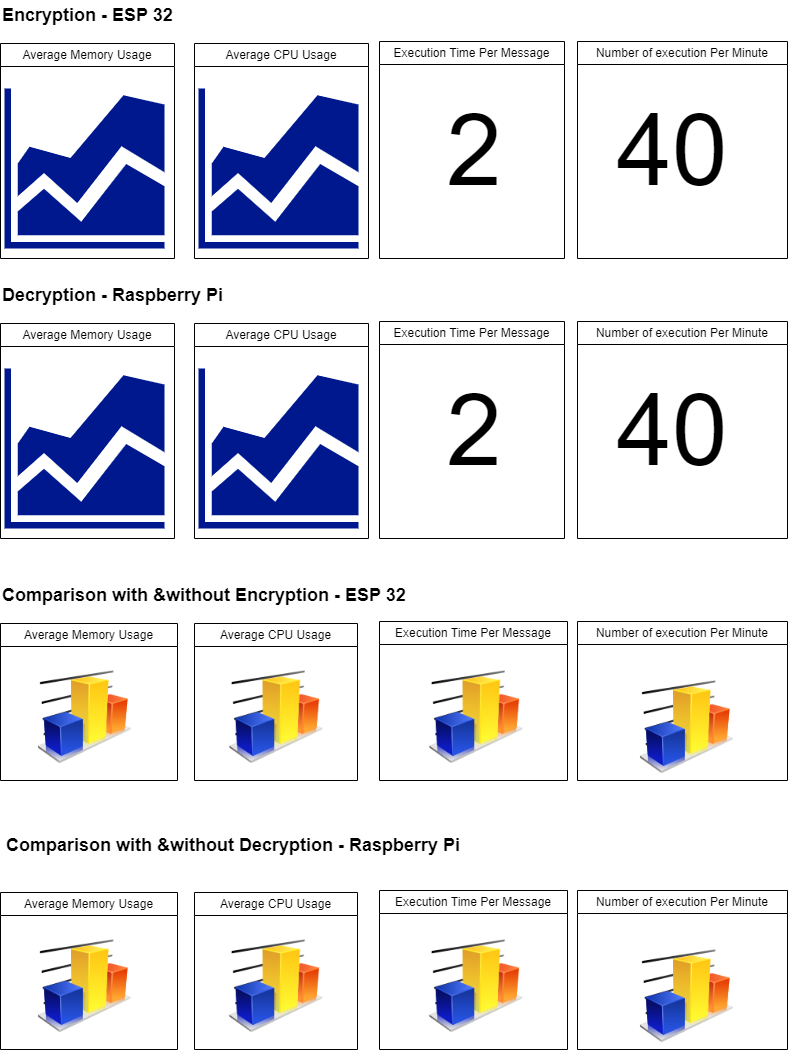 Encryption - ESP 32
Average Memory Usage
Average CPU Usage
Execution Time Per Message
Number of execution Per Minute
2
40
Decryption - Raspberry Pi
Average Memory Usage
Average CPU Usage
Execution Time Per Message
Number of execution Per Minute
2
40
Comparison with &without Encryption - ESP 32
Average Memory Usage
Average CPU Usage
Execution Time Per Message
Number of execution Per Minute
Comparison with &without Decryption - Raspberry Pi
Average Memory Usage
Average CPU Usage
Execution Time Per Message
Number of execution Per Minute